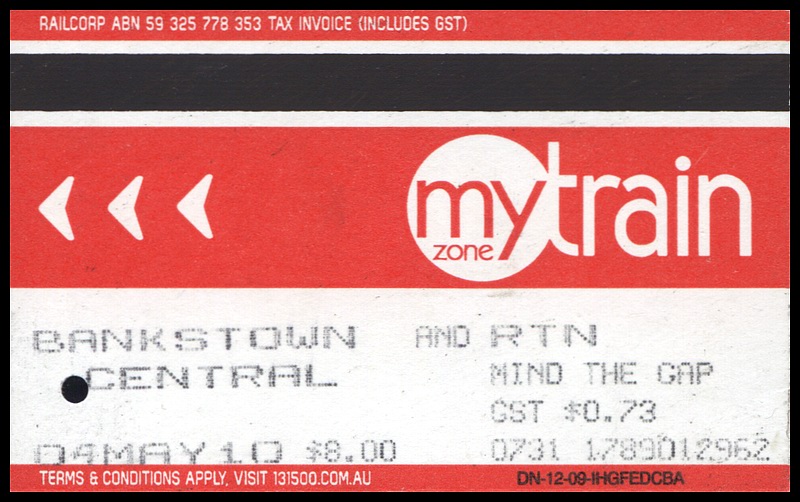 RAILCORP ABN 59 325 778 353 TAX INVOICE (INCLUDES GST)
mytrain
zone
BANKSTOWN AND RTN
CENTRAL MIND THE GAP
GST $0.73
04MAY10 $8.00 0731 1789012962
TERMS & CONDITIONS APPLY, VISIT 131500.COM.AU DN-12-09-IHGFEDCBA